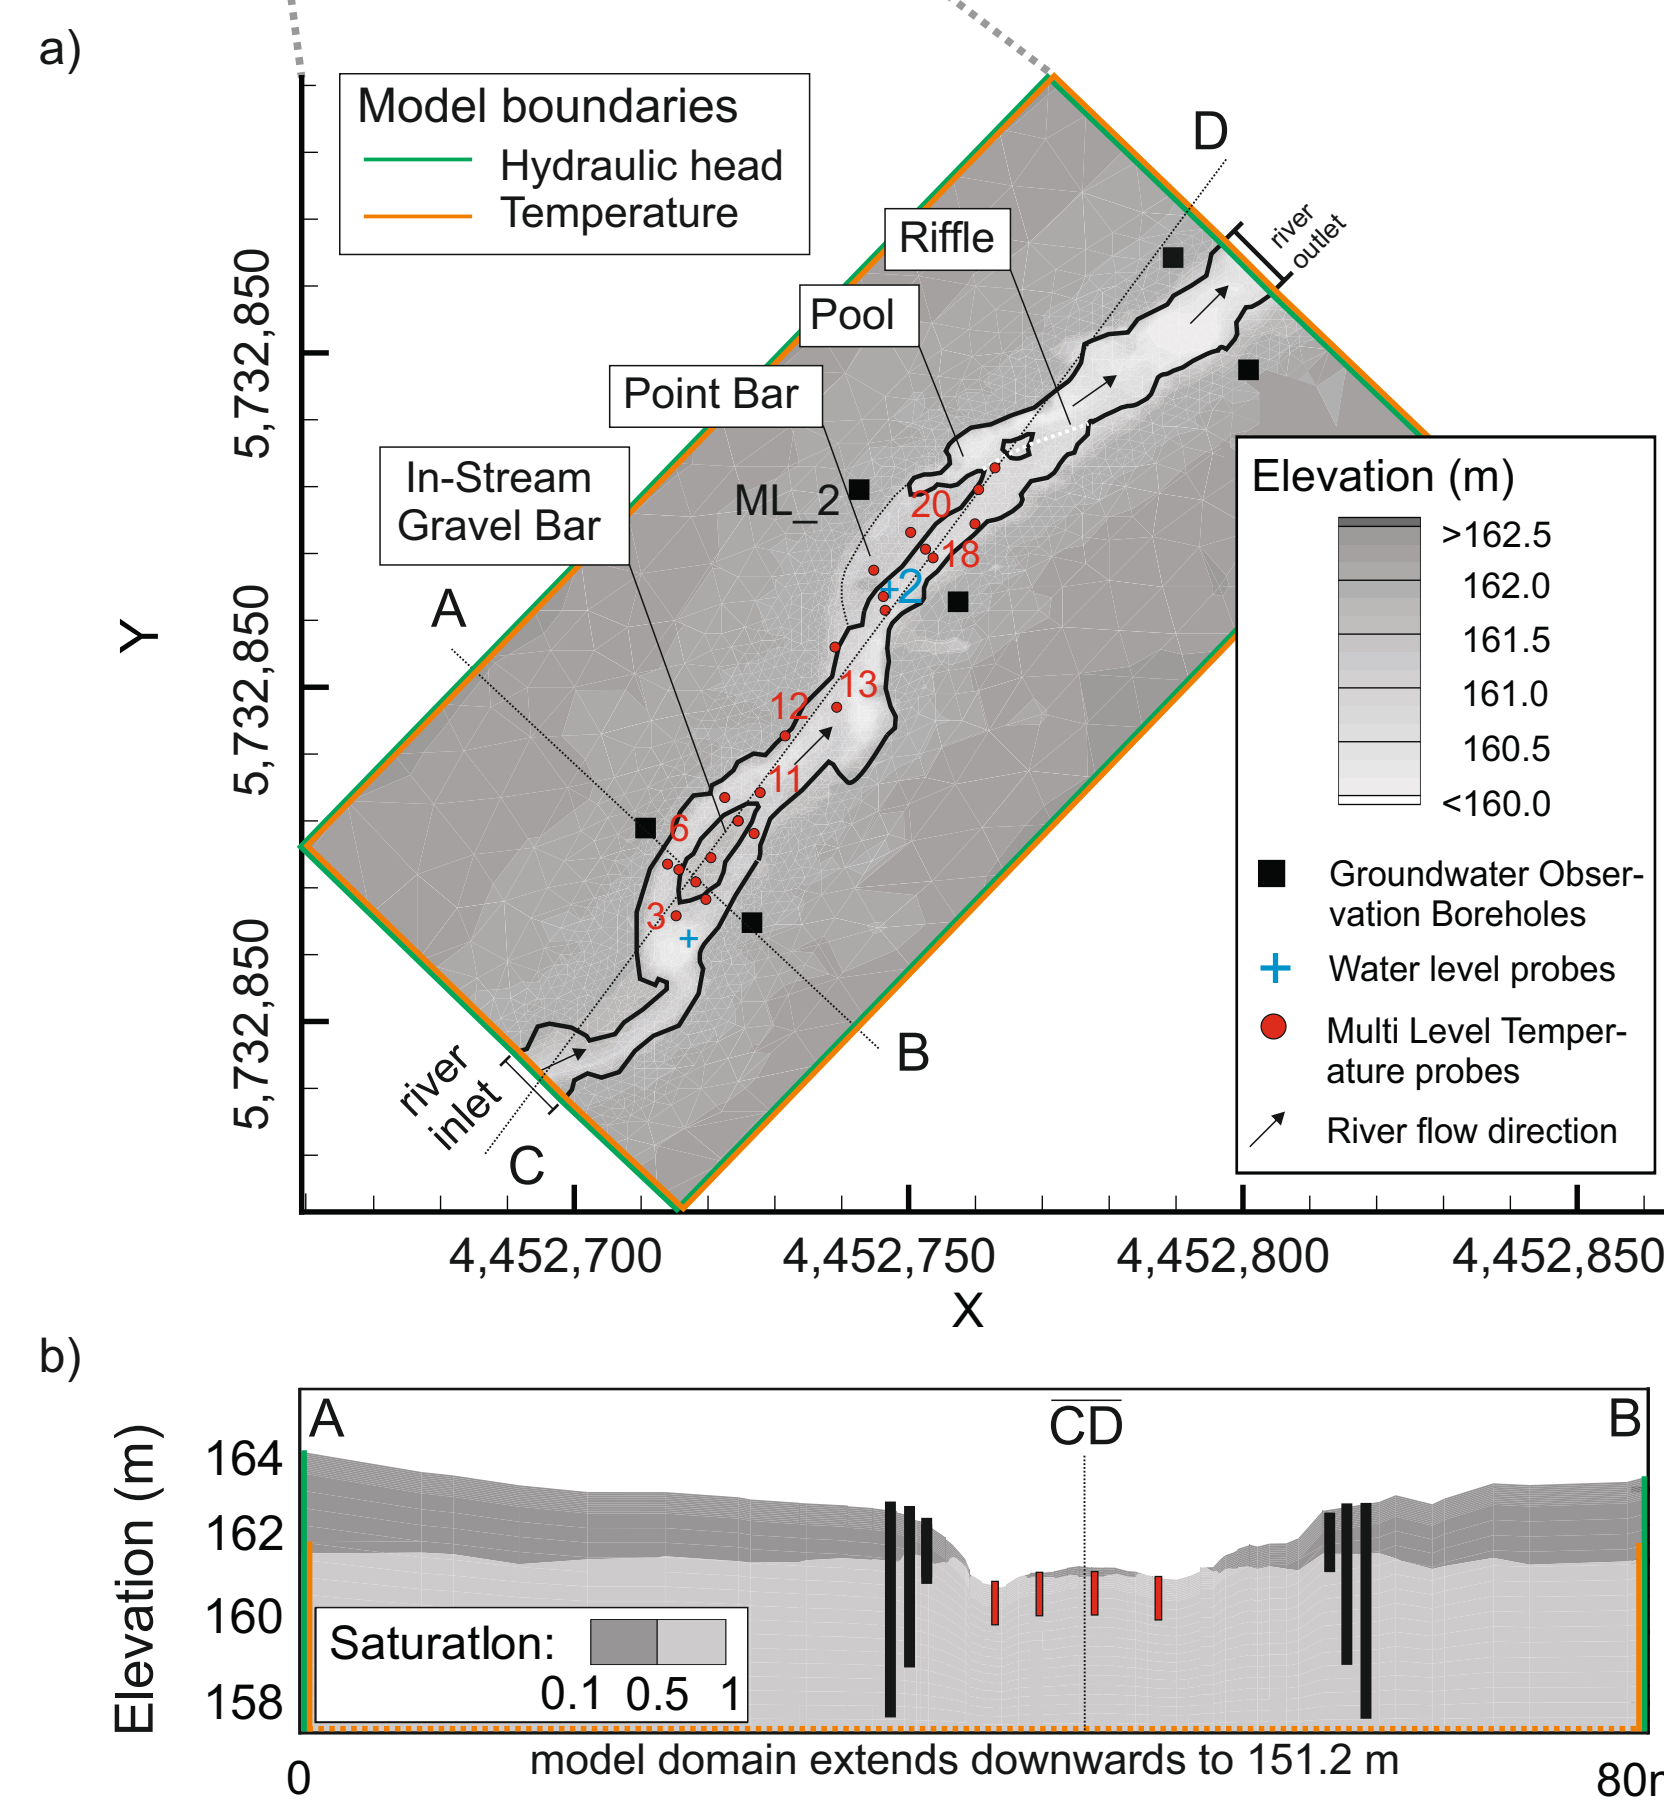 a)
Model boundaries
Hydraulic head
Temperature
D
river
outlet
Riffle
Pool
Point Bar
In-Stream
Gravel Bar
ML_2
20
18
2
A
12
13
11
6
3
B
river
inlet
C
Y
5,732,850
5,732,850
5,732,850
4,452,700
4,452,750
4,452,800
4,452,850
X
Elevation (m)
>162.5
162.0
161.5
161.0
160.5
<160.0
Groundwater Obser-
vation Boreholes
Water level probes
Multi Level Temper-
ature probes
River flow direction
b)
A
CD
B
Elevation (m)
164
162
160
158
SaturatIon:
0.1 0.5 1
model domain extends downwards to 151.2 m
0
80